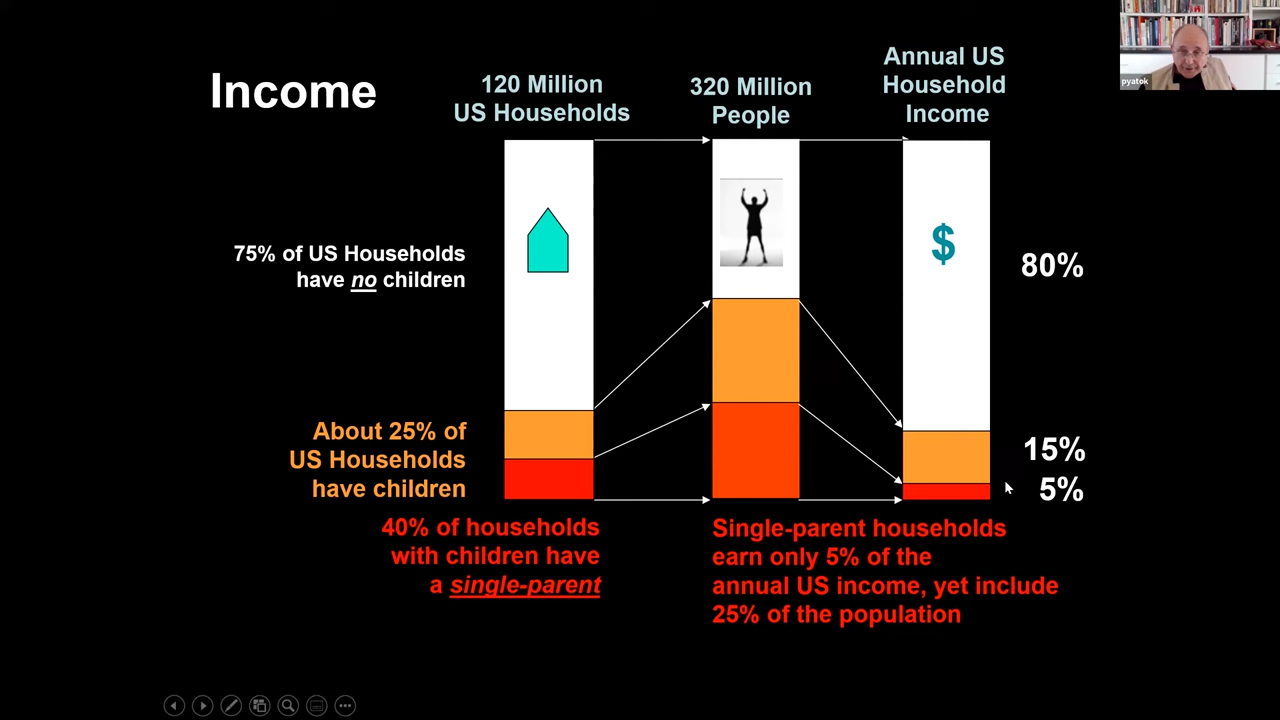 Income
120 Million
US Households
320 Million
People
Annual US
Household
Income
pyatok
$
75% of US Households
have no children
80%
About 25% of
US Households
have children
15%
5%
40% of households
with children have
a single-parent
Single-parent households
earn only 5% of the
annual US income, yet include
25% of the population